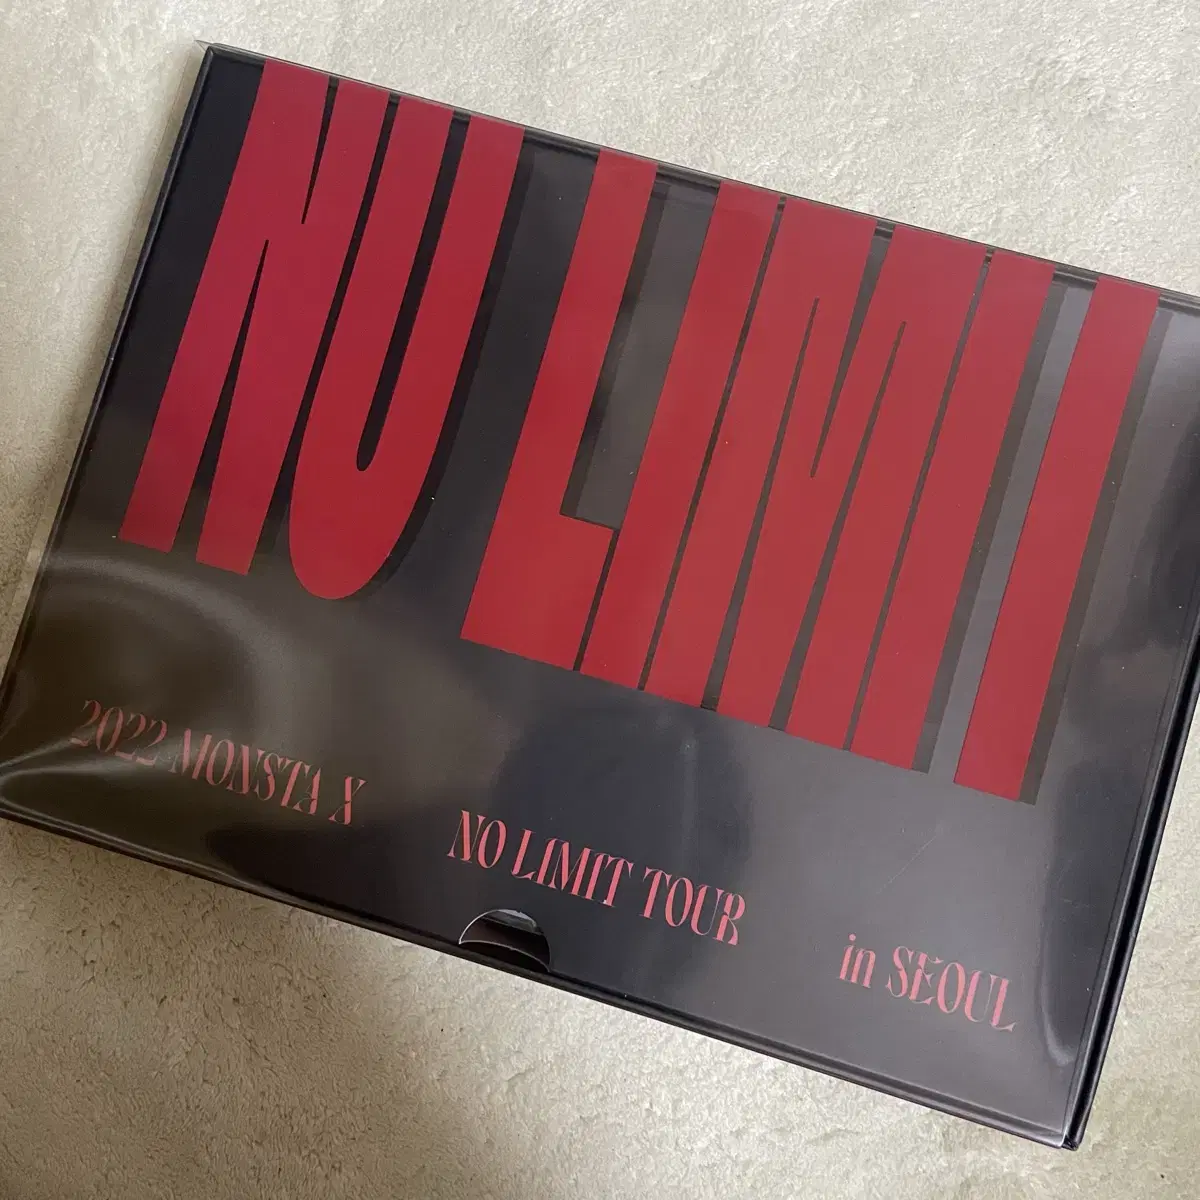 NO LIMIT
2022 MONSTA X NO LIMIT TOUR in SEOUL